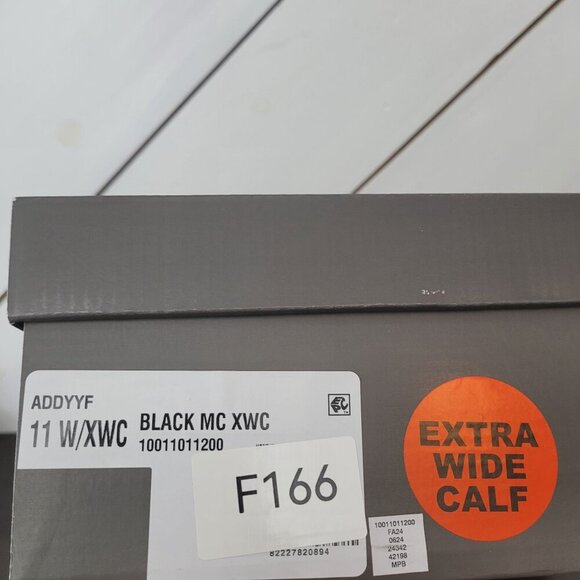 ADDYYF
11 W/XWC
BLACK MC XWC
10011011200
F166
82227820894
EXTRA
WIDE
CALF
10011011200
FA24
0624
24342
42198
MPB